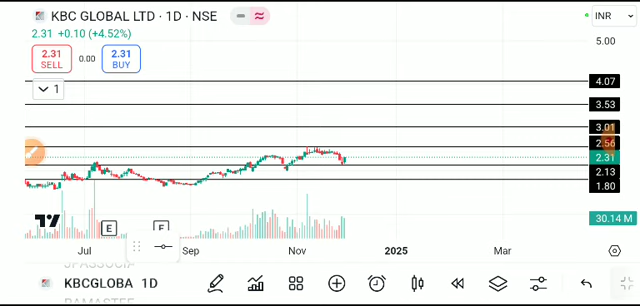 KBC GLOBAL LTD · 1D · NSE
INR
2.31 +0.10 (+4.52%)
5.00
2.31
SELL
0.00
2.31
BUY
4.07
1
3.53
3.01
2.56
2.31
2.13
1.80
E
E
30.14 M
Jul
Sep
Nov
2025
Mar
KBCGLOBA 1D